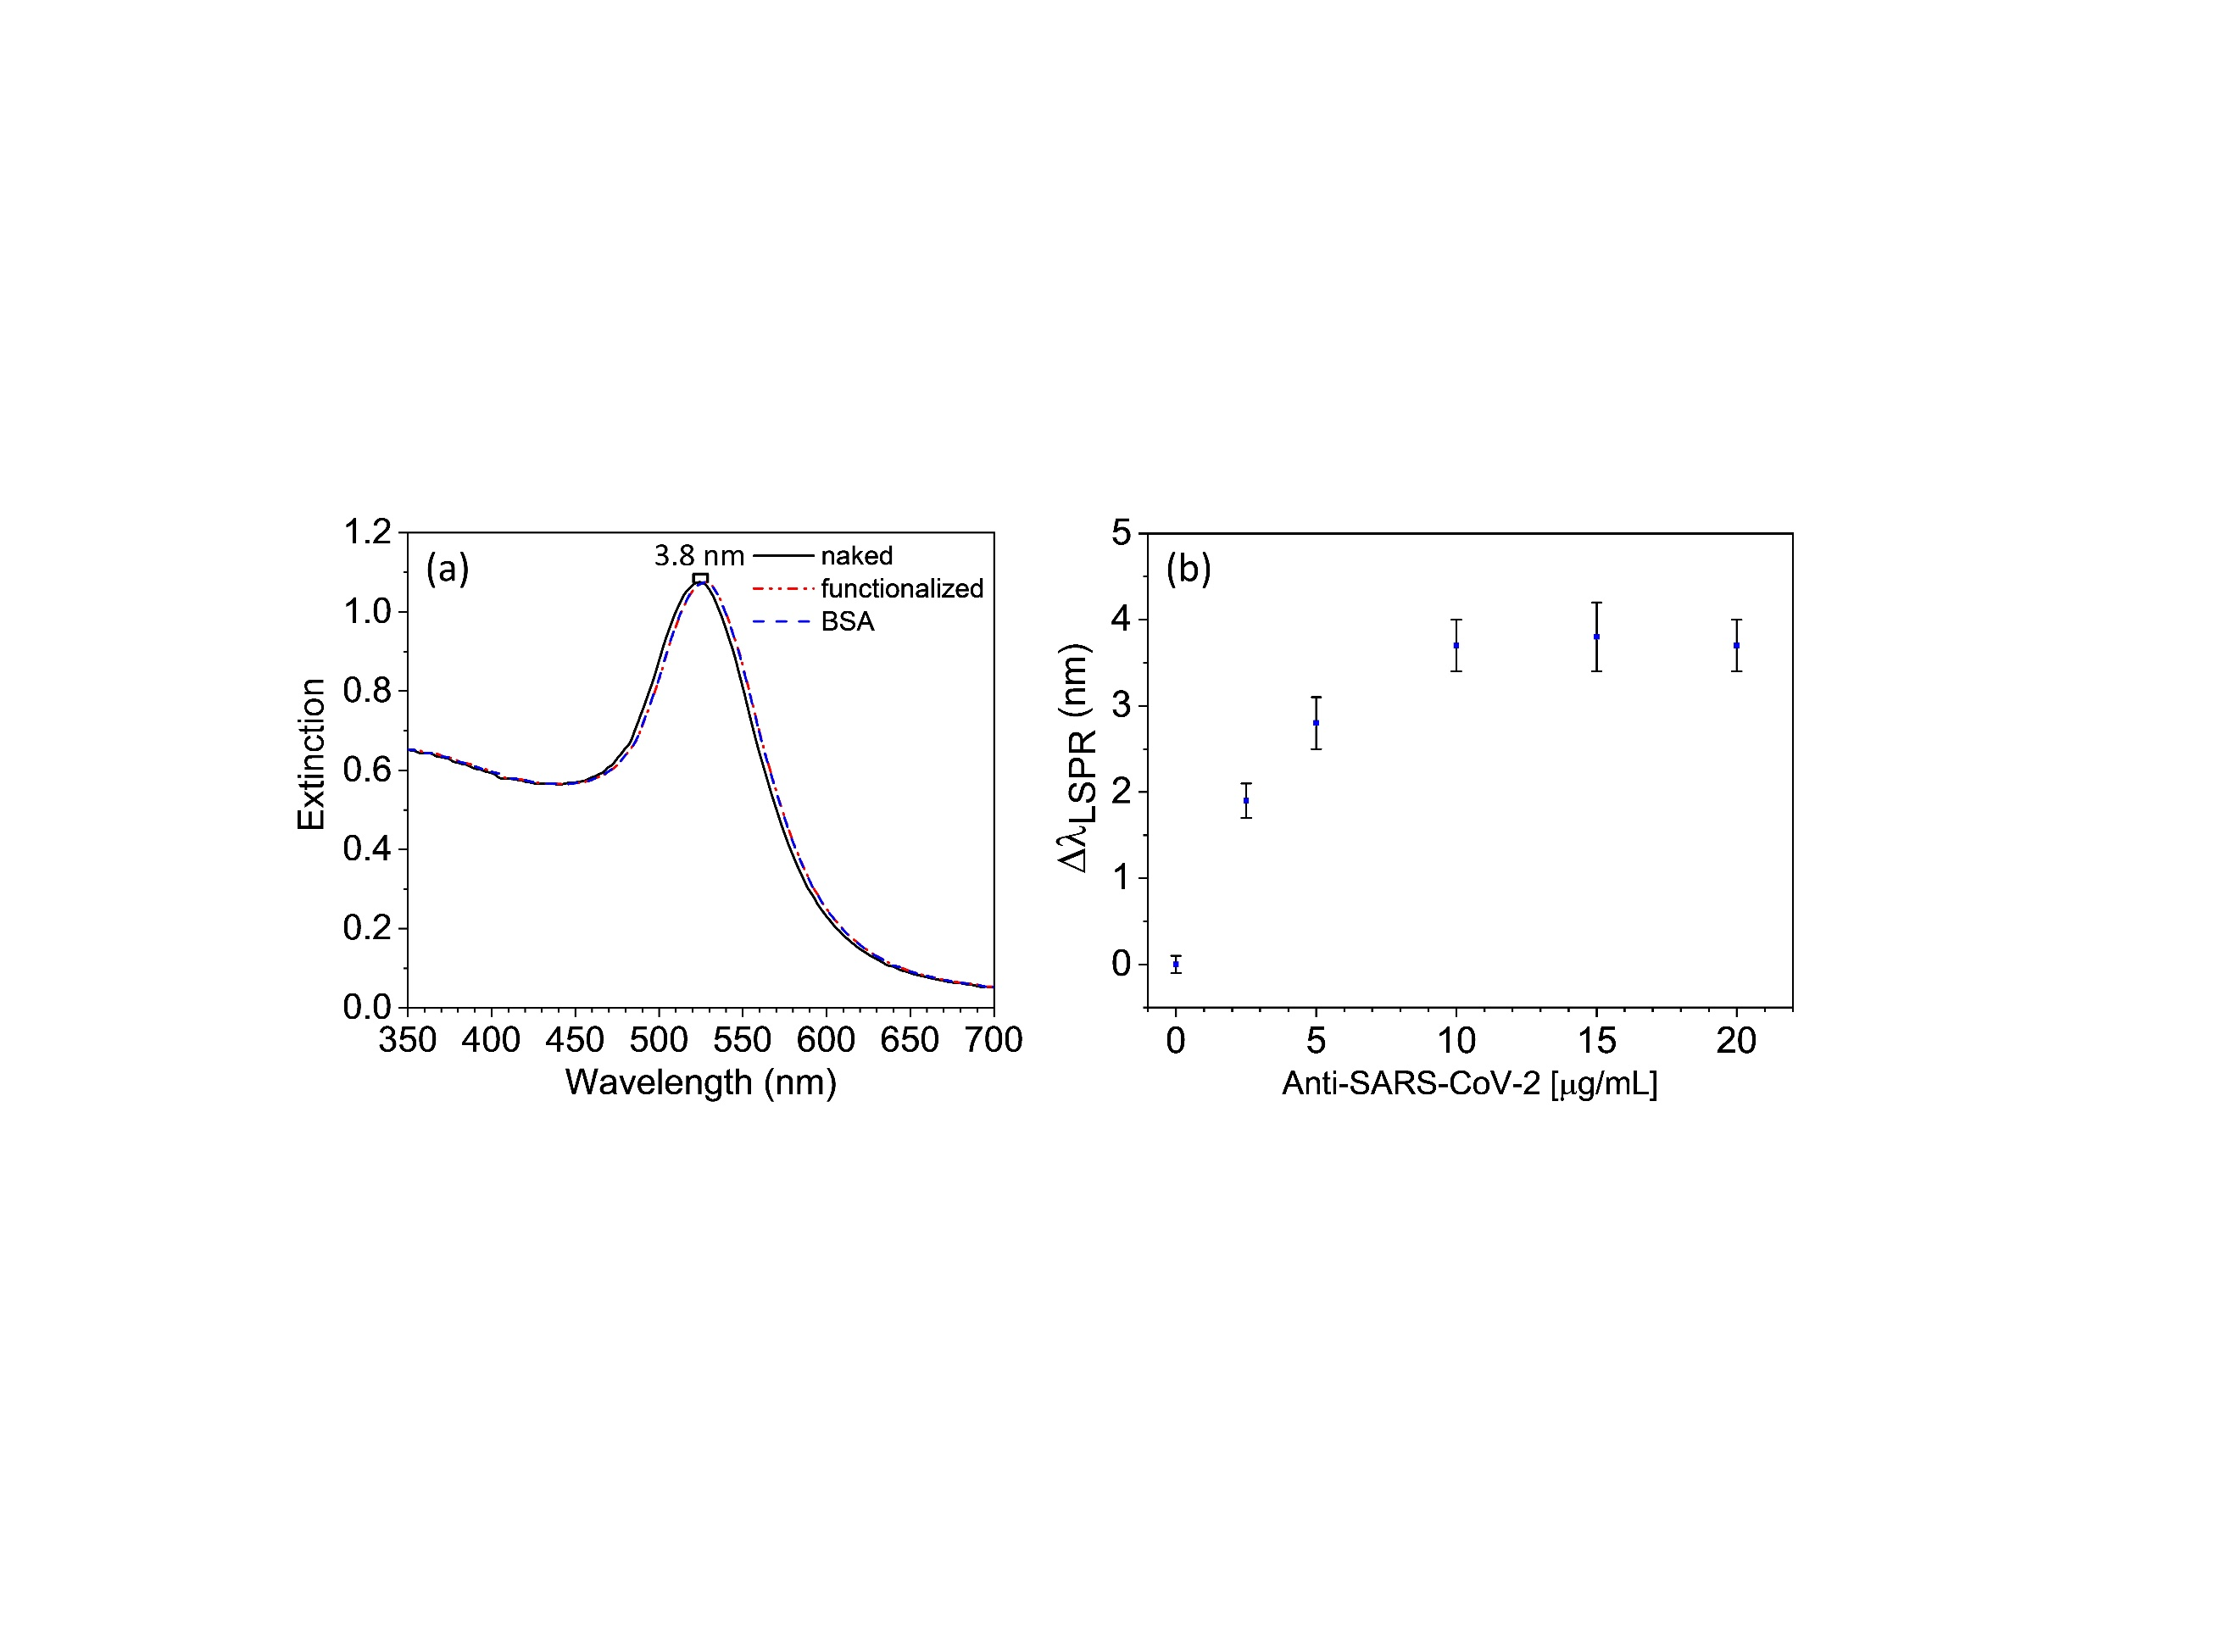 (a)
3.8 nm
naked
functionalized
BSA
1.2
1.0
0.8
0.6
0.4
0.2
0.0
Extinction
350 400 450 500 550 600 650 700
Wavelength (nm)
(b)
5
4
3
2
1
0
ΔλLSPR (nm)
0 5 10 15 20
Anti-SARS-CoV-2 [μg/mL]